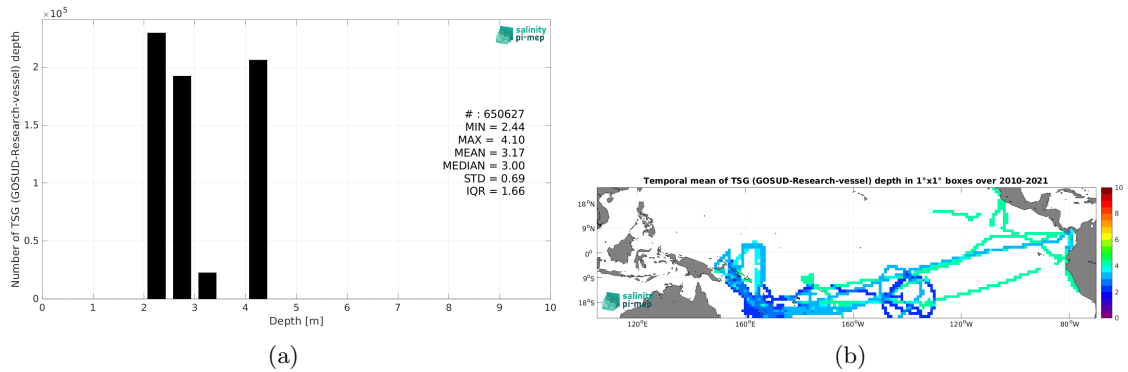 ×10⁵
2
1.5
1
0.5
0
Number of TSG (GOSUD-Research-vessel) depth
salinity
pi-mep
# : 650627
MIN = 2.44
MAX = 4.10
MEAN = 3.17
MEDIAN = 3.00
STD = 0.69
IQR = 1.66
0 1 2 3 4 5 6 7 8 9 10
Depth [m]
(a)
Temporal mean of TSG (GOSUD-Research-vessel) depth in 1°x1° boxes over 2010-2021
18°N
9°N
0°
9°S
18°S
salinity
pi-mep
120°E 160°E 160°W 120°W 80°W
10
8
6
4
2
0
(b)